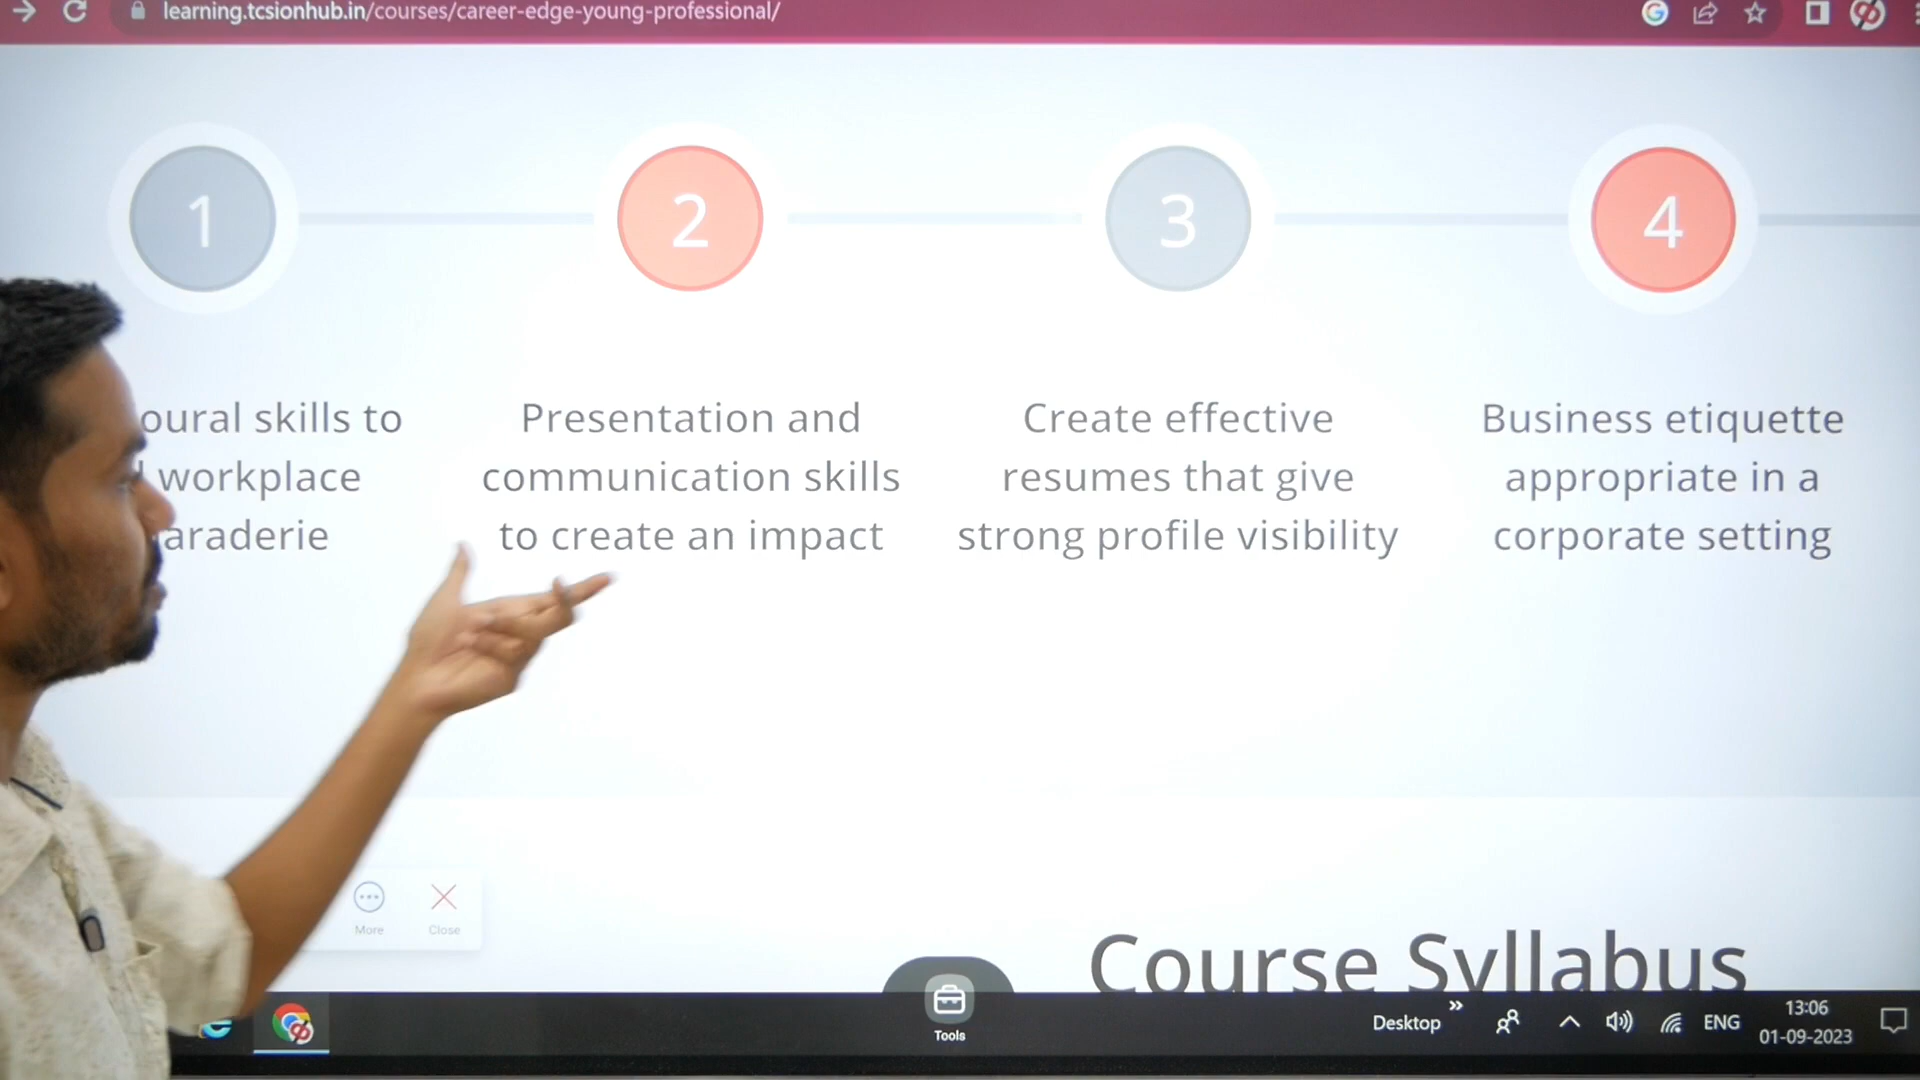 learning.tcsionhub.in/courses/career-edge-young-professional/
1
2
3
4
skills to
workplace
Presentation and
communication skills
to create an impact
Create effective
resumes that give
strong profile visibility
Business etiquette
appropriate in a
corporate setting
More
Close
Course Syllabus
Tools
Desktop
ENG
13:06
01-09-2023